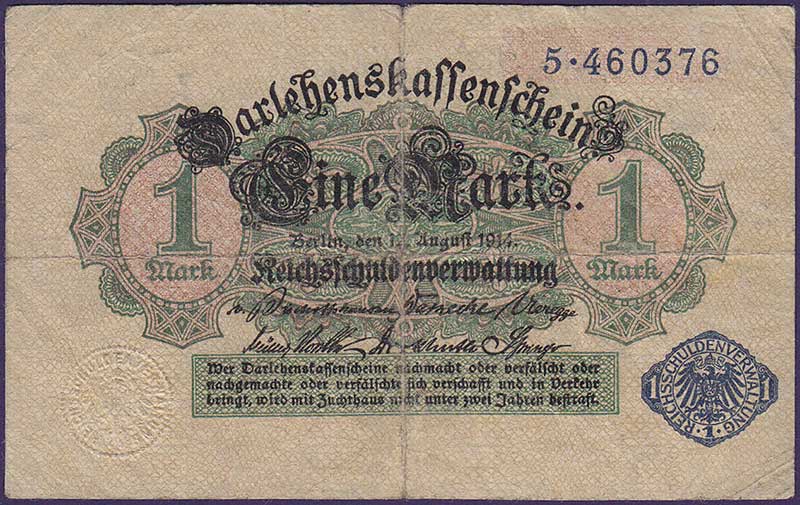 5·460376
Darlehenskassenschein
Eine Mark.
1
Mark
1
Mark
Berlin, den 12. August 1914.
Reichsschuldenverwaltung
Wer Darlehenskassenscheine nachmacht oder verfälscht oder
nachgemachte oder verfälschte sich verschafft und in Verkehr
bringt, wird mit Zuchthaus nicht unter zwei Jahren bestraft.
REICHSSCHULDENVERWALTUNG
1
1
·1·